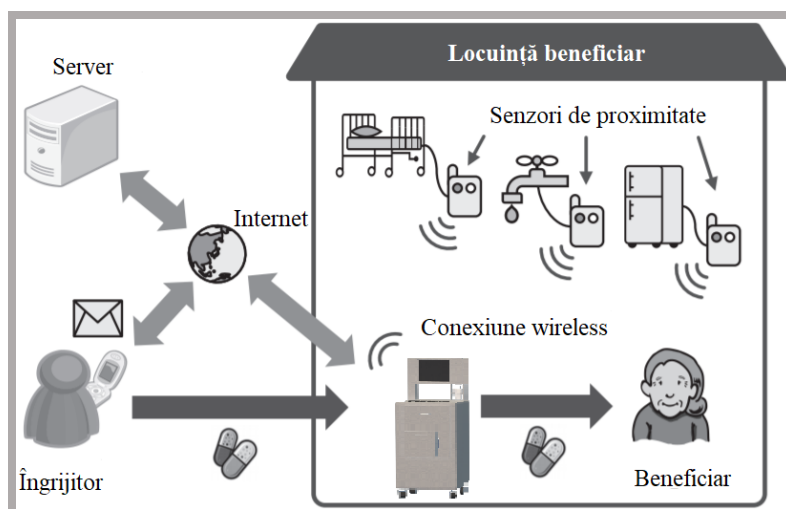 Server
Locuință beneficiar
Senzori de proximitate
Internet
Conexiune wireless
Îngrijitor
Beneficiar